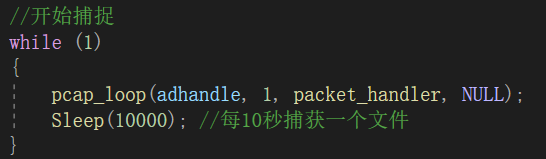 //开始捕捉
while (1)
{
pcap_loop(adhandle, 1, packet_handler, NULL);
Sleep(10000); //每10秒捕获一个文件
}